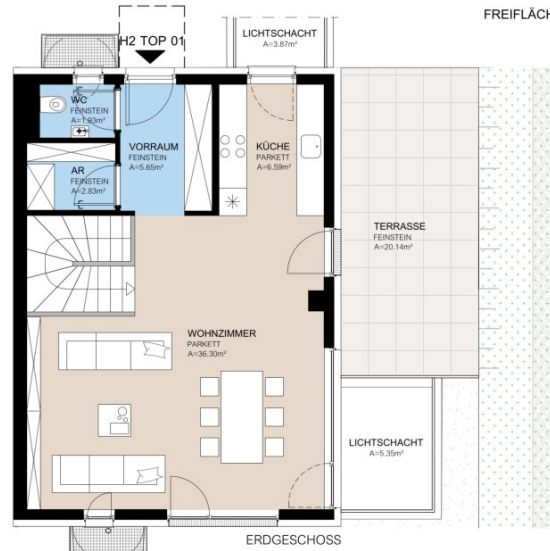 FREIFLÄCH
H2 TOP 01
LICHTSCHACHT
A=3.87m²
WC
FEINSTEIN
A=1.93m²
VORRAUM
FEINSTEIN
A=5.65m²
KÜCHE
PARKETT
A=6.59m²
AR
FEINSTEIN
A=2.83m²
TERRASSE
FEINSTEIN
A=20.14m²
WOHNZIMMER
PARKETT
A=36.30m²
LICHTSCHACHT
A=5.35m²
ERDGESCHOSS